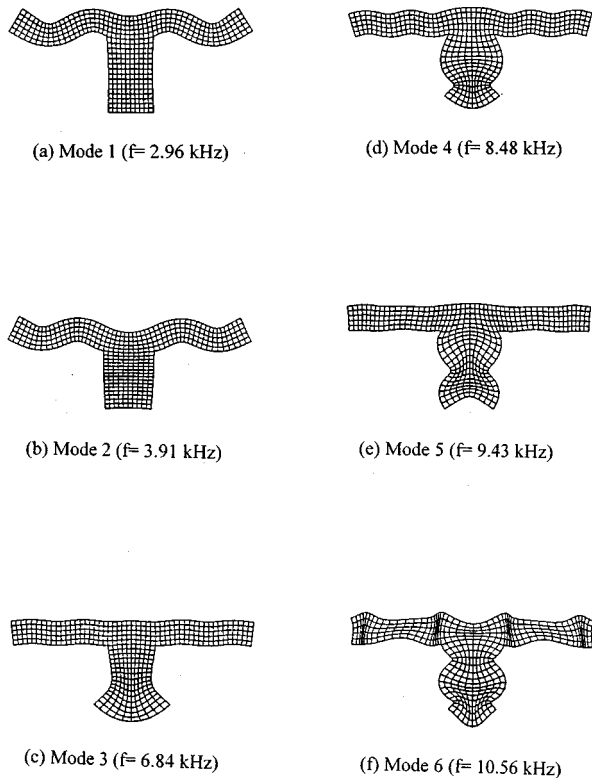 (a) Mode 1 (f= 2.96 kHz)
(d) Mode 4 (f= 8.48 kHz)
(b) Mode 2 (f= 3.91 kHz)
(e) Mode 5 (f= 9.43 kHz)
(c) Mode 3 (f= 6.84 kHz)
(f) Mode 6 (f= 10.56 kHz)